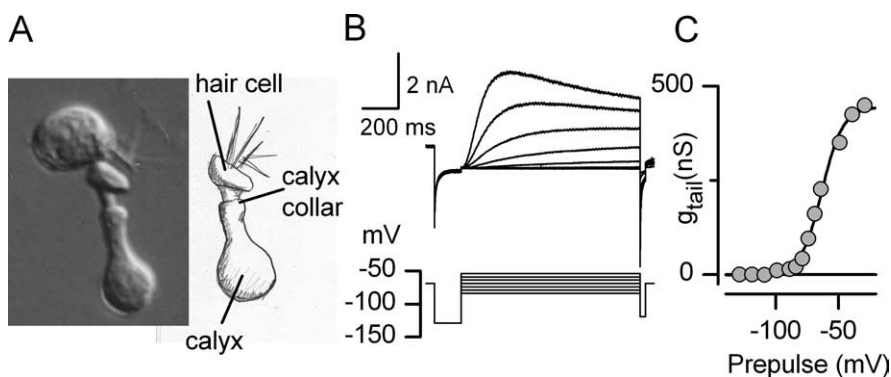 A
hair cell
calyx
collar
calyx
B
2 nA
200 ms
mV
-50
-100
-150
C
500
g_tail(nS)
0
-100
-50
Prepulse (mV)